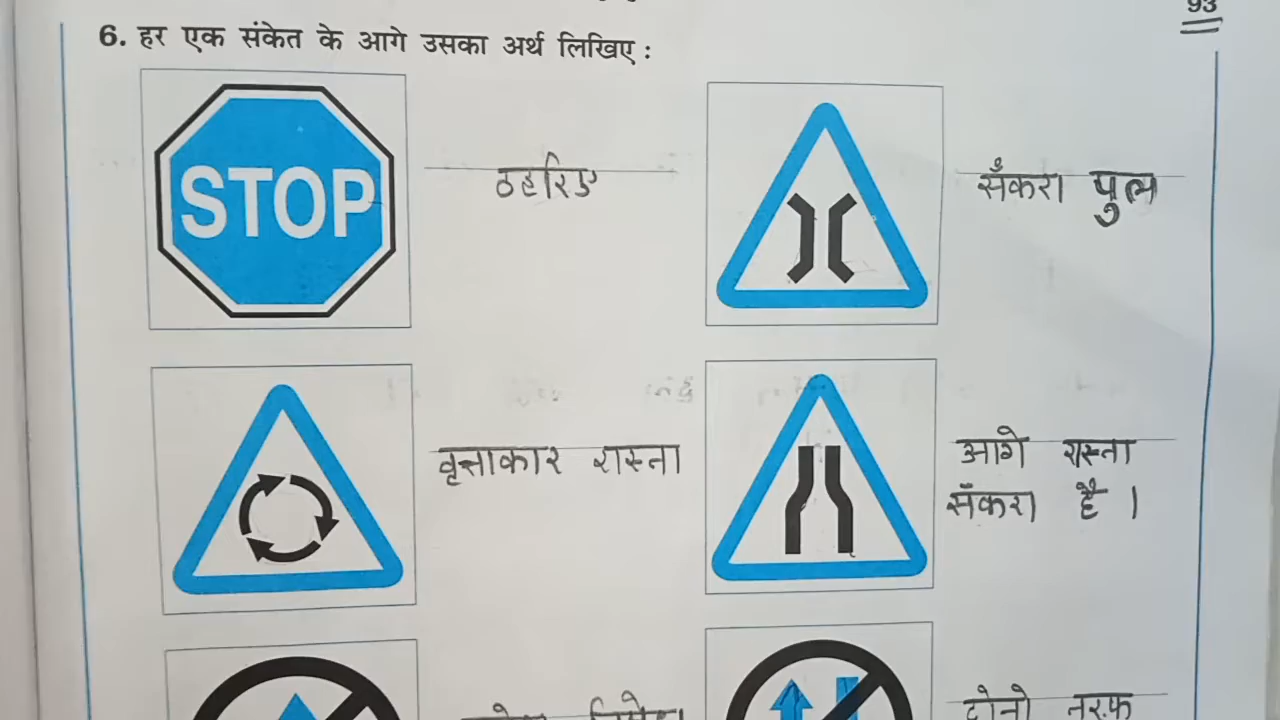 93
6. हर एक संकेत के आगे उसका अर्थ लिखिए :
STOP
ठहरिए
सँकरा पुल
वृत्ताकार रास्ता
आगे रास्ता
सँकरा है ।
दोनो तरफ